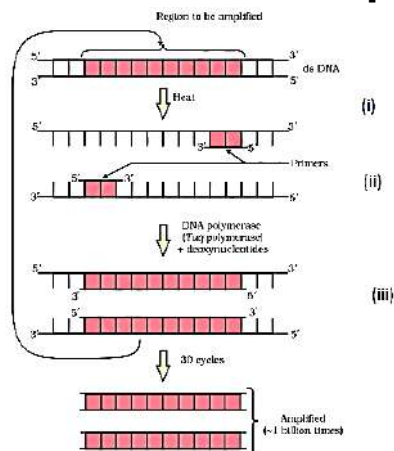 Region to be amplified
5′ 3′
3′ 5′
ds DNA
Heat
(i)
5′ 3′
3′ 5′
Primers
5′ 3′
(ii)
3′ 5′
DNA polymerase
(Taq polymerase)
+ deoxynucleotides
5′ 3′
3′ 5′
(iii)
5′ 3′
3′ 5′
30 cycles
Amplified
(~1 billion times)